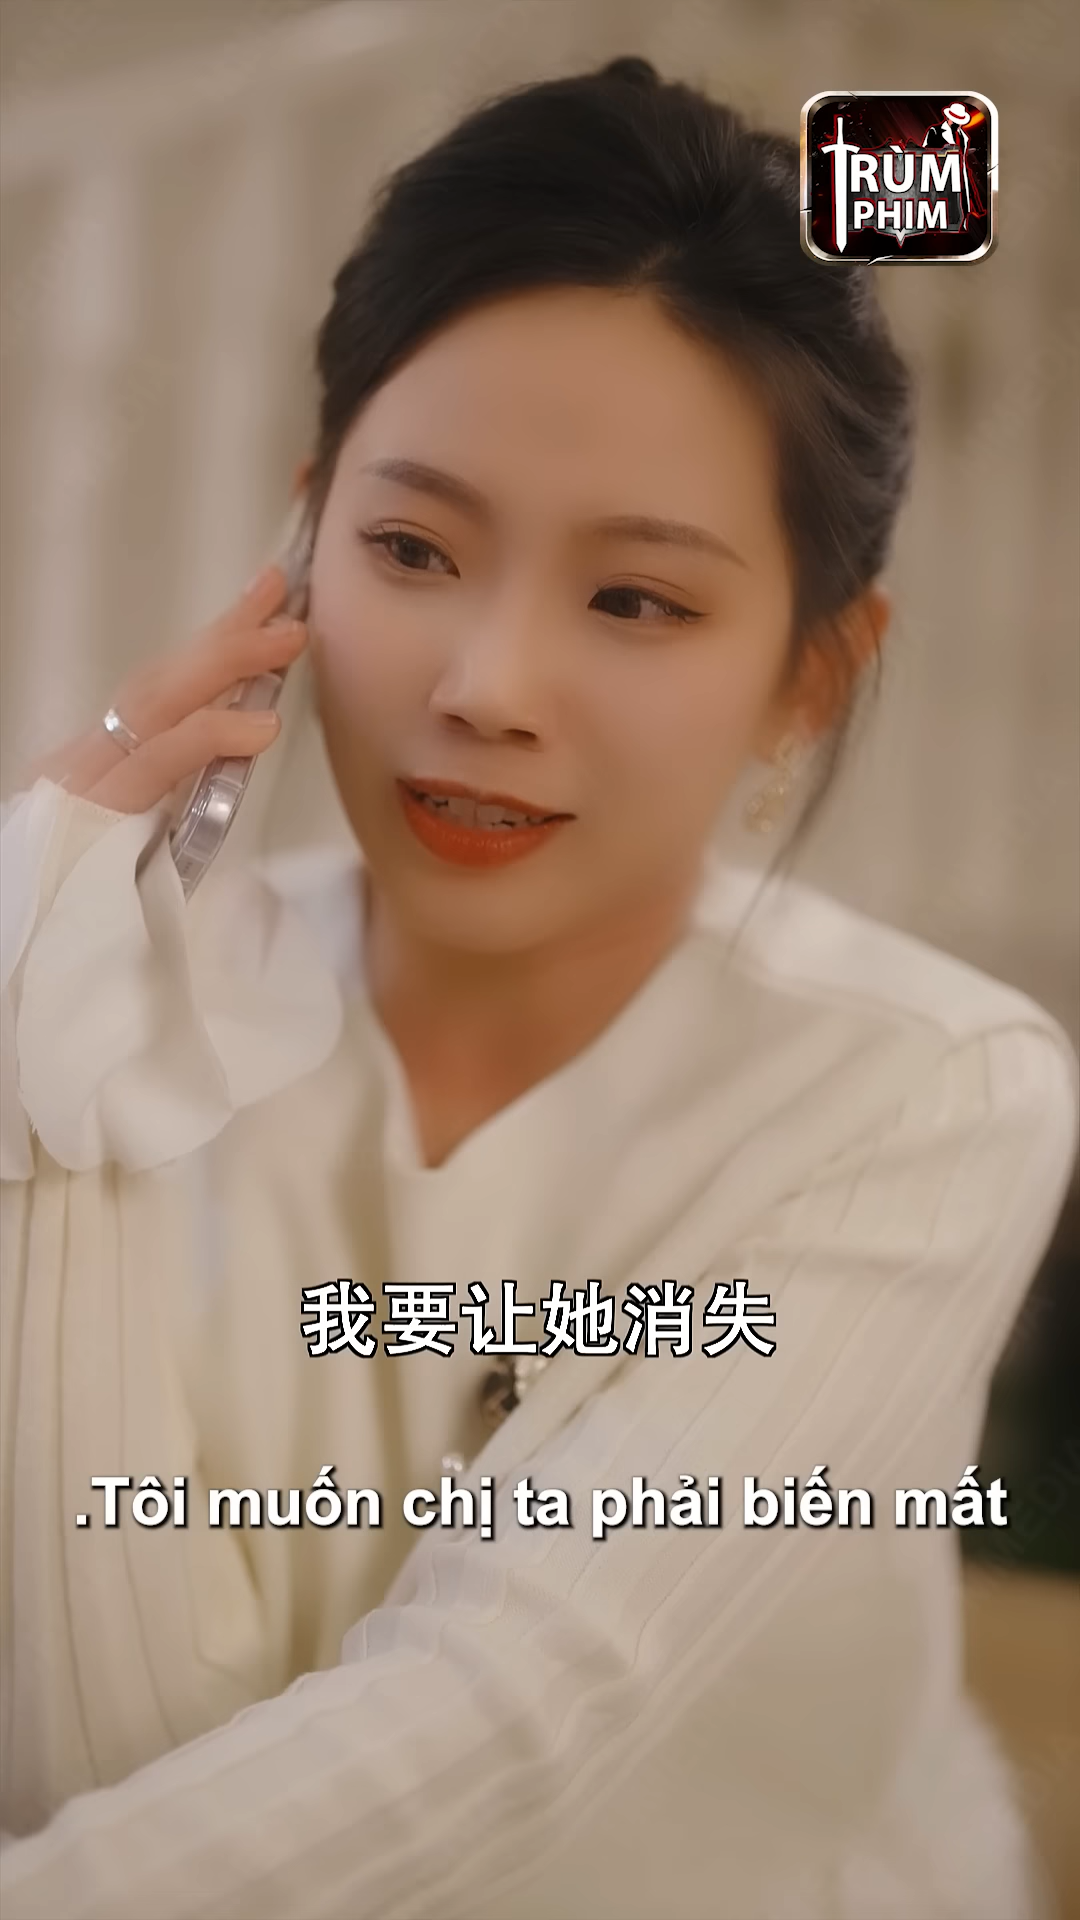 TRÙM
PHIM
我要让她消失
.Tôi muốn chị ta phải biến mất